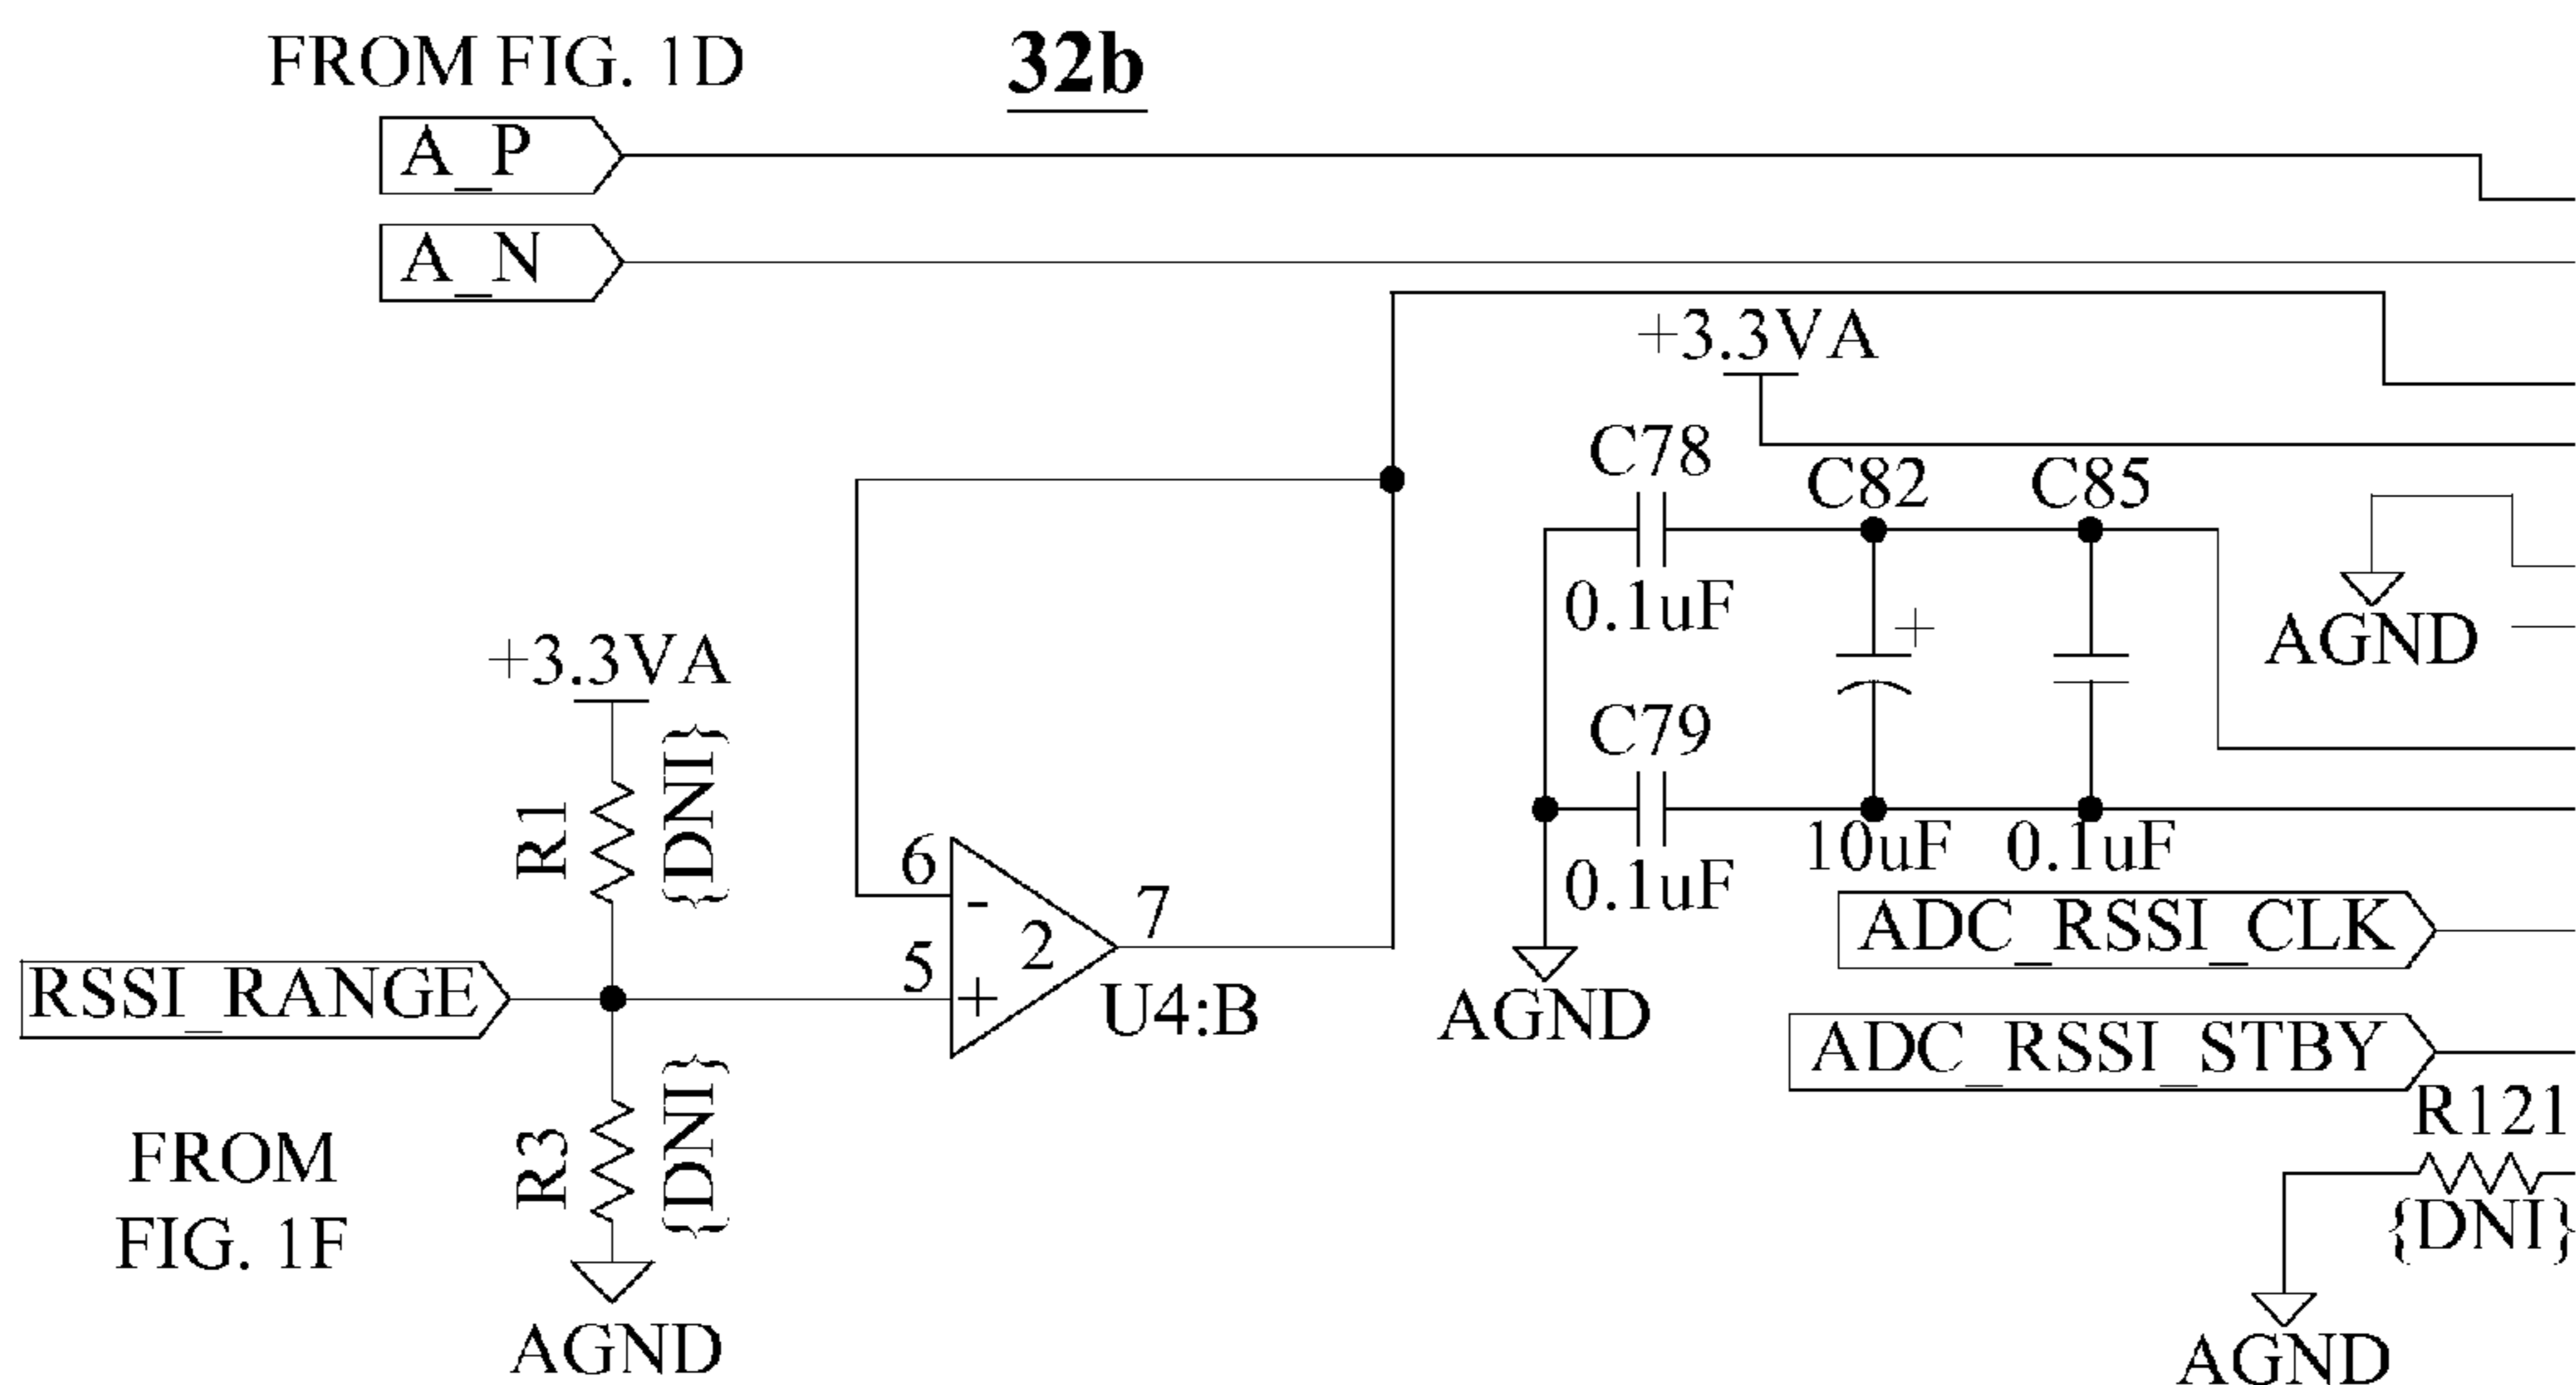 FROM FIG. 1D
32b
A_P
A_N
+3.3VA
C78
C82
C85
0.1uF
AGND
+3.3VA
{DNI}
R1
C79
10uF
0.1uF
0.1uF
6
-
7
2
5
+
U4:B
RSSI_RANGE
ADC_RSSI_CLK
AGND
ADC_RSSI_STBY
R121
{DNI}
R3
{DNI}
FROM
FIG. 1F
AGND
AGND
+